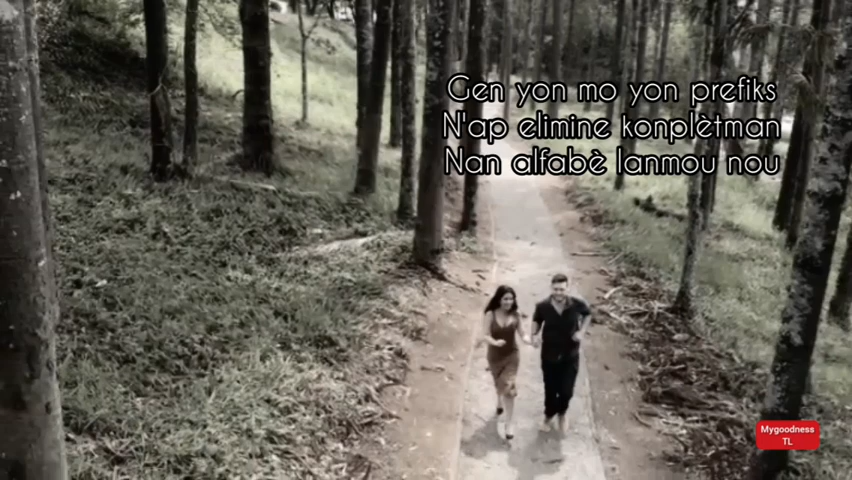 Gen yon mo yon prefiks
N'ap elimine konplètman
Nan alfabè lanmou nou
Mygoodness
TL